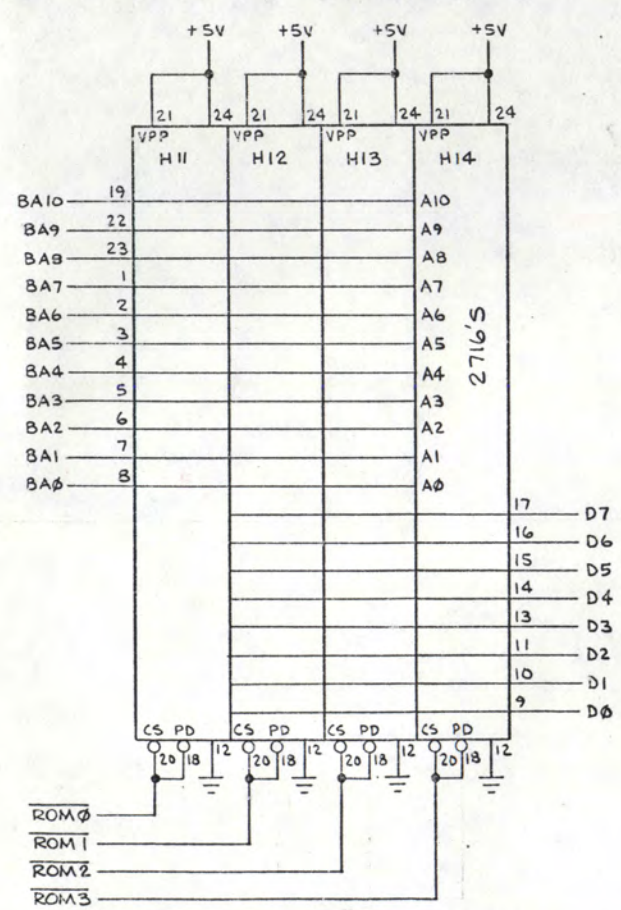 +5V +5V +5V +5V
21 24 21 24 21 24 21 24
VPP VPP VPP VPP
H11 H12 H13 H14
BA10 19 A10
BA9 22 A9
BA8 23 A8
BA7 1 A7
BA6 2 A6
BA5 3 A5
BA4 4 A4
BA3 5 A3
BA2 6 A2
BA1 7 A1
BAØ 8 AØ
2716'S
17 D7
16 D6
15 D5
14 D4
13 D3
11 D2
10 D1
9 DØ
CS PD CS PD CS PD CS PD
20 18 12 20 18 12 20 18 12 20 18 12
ROMØ
ROM1
ROM2
ROM3